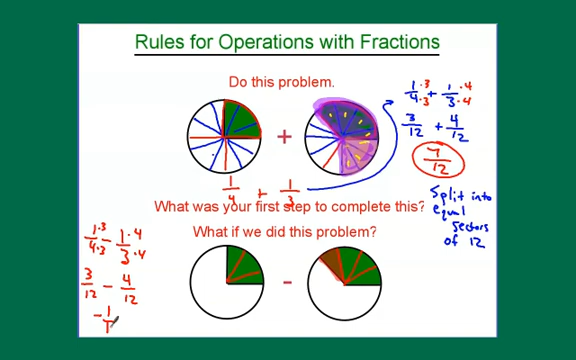 Rules for Operations with Fractions
Do this problem.
+
1/4 + 1/3
1·3/4·3 + 1·4/3·4
3/12 + 4/12
7/12
Split into
equal
sectors
of 12
What was your first step to complete this?
What if we did this problem?
-
1·3/4·3 - 1·4/3·4
3/12 - 4/12
-1/1